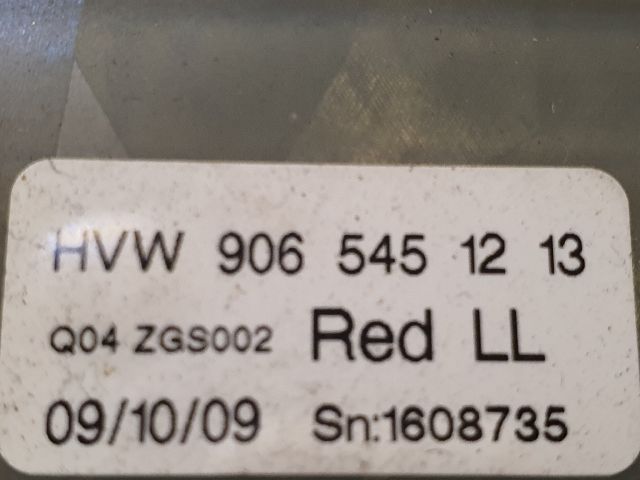 HVW 906 545 12 13
Q04 ZGS002 Red LL
09/10/09 Sn:1608735